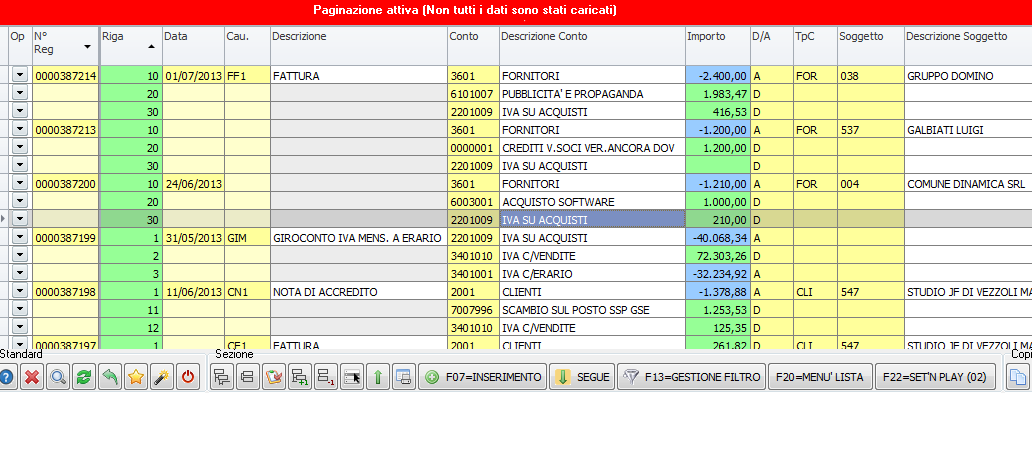 Paginazione attiva (Non tutti i dati sono stati caricati)
Op N° Reg Riga Data Cau. Descrizione Conto Descrizione Conto Importo D/A TpC Soggetto Descrizione Soggetto
0000387214 10 01/07/2013 FF1 FATTURA 3601 FORNITORI -2.400,00 A FOR 038 GRUPPO DOMINO
20 6101007 PUBBLICITA' E PROPAGANDA 1.983,47 D
30 2201009 IVA SU ACQUISTI 416,53 D
0000387213 10 3601 FORNITORI -1.200,00 A FOR 537 GALBIATI LUIGI
20 0000001 CREDITI V.SOCI VER.ANCORA DOV 1.200,00 D
30 2201009 IVA SU ACQUISTI D
0000387200 10 24/06/2013 3601 FORNITORI -1.210,00 A FOR 004 COMUNE DINAMICA SRL
20 6003001 ACQUISTO SOFTWARE 1.000,00 D
30 2201009 IVA SU ACQUISTI 210,00 D
0000387199 1 31/05/2013 GIM GIROCONTO IVA MENS. A ERARIO 2201009 IVA SU ACQUISTI -40.068,34 A
2 3401010 IVA C/VENDITE 72.303,26 D
3 3401001 IVA C/ERARIO -32.234,92 A
0000387198 1 11/06/2013 CN1 NOTA DI ACCREDITO 2001 CLIENTI -1.378,88 A CLI 547 STUDIO JF DI VEZZOLI MA
11 7007996 SCAMBIO SUL POSTO SSP GSE 1.253,53 D
12 3401010 IVA C/VENDITE 125,35 D
0000387197 1 CF1 FATTURA 2001 CLIENTI 261,82 D CLI 547 STUDIO JF DI VEZZOLI MA
Standard Sezione Copi
F07=INSERIMENTO SEGUE F13=GESTIONE FILTRO F20=MENU' LISTA F22=SET'N PLAY (02)